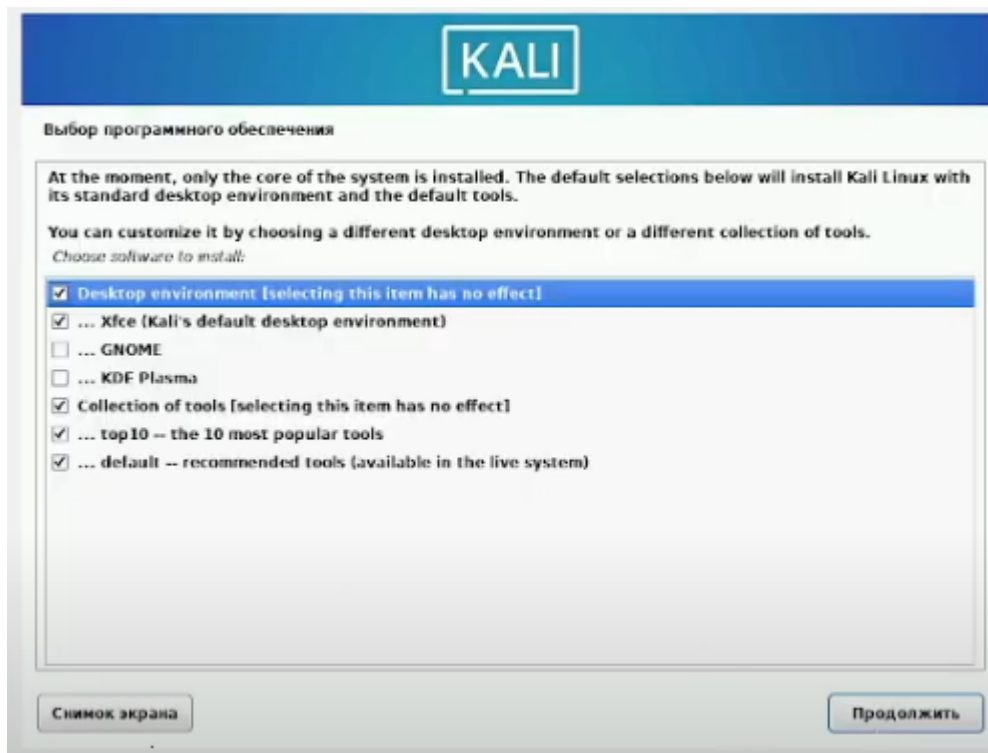 KALI
Выбор программного обеспечения
At the moment, only the core of the system is installed. The default selections below will install Kali Linux with
its standard desktop environment and the default tools.
You can customize it by choosing a different desktop environment or a different collection of tools.
Choose software to install:
Desktop environment [selecting this item has no effect]
... Xfce (Kali's default desktop environment)
... GNOME
... KDE Plasma
Collection of tools [selecting this item has no effect]
... top10 -- the 10 most popular tools
... default -- recommended tools (available in the live system)
Снимок экрана
Продолжить